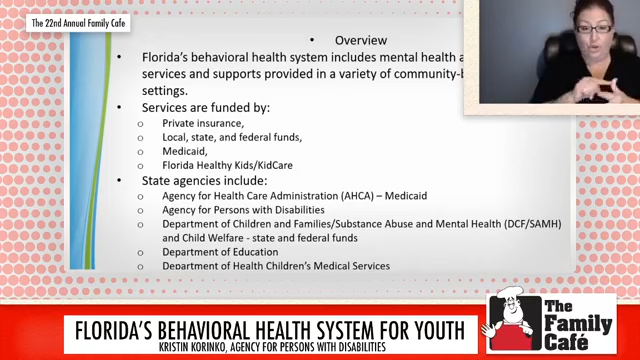 The 22nd Annual Family Cafe
• Overview
• Florida's behavioral health system includes mental health a
services and supports provided in a variety of community-b
settings.
• Services are funded by:
o Private insurance,
o Local, state, and federal funds,
o Medicaid,
o Florida Healthy Kids/KidCare
• State agencies include:
o Agency for Health Care Administration (AHCA) – Medicaid
o Agency for Persons with Disabilities
o Department of Children and Families/Substance Abuse and Mental Health (DCF/SAMH)
and Child Welfare - state and federal funds
o Department of Education
o Department of Health Children's Medical Services
FLORIDA'S BEHAVIORAL HEALTH SYSTEM FOR YOUTH
KRISTIN KORINKO, AGENCY FOR PERSONS WITH DISABILITIES
The
Family
Café